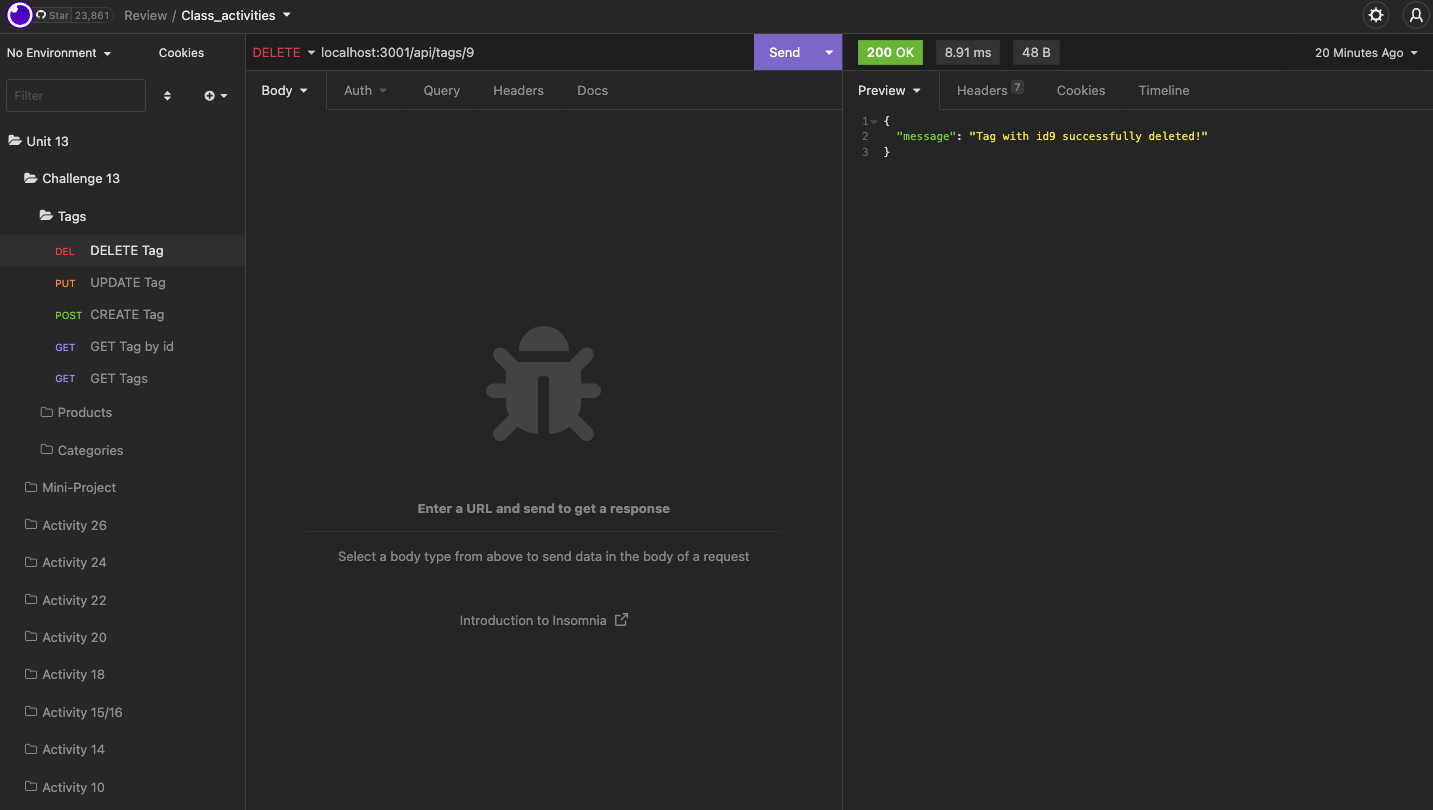 Star 23,861 Review / Class_activities
No Environment Cookies
Filter
Unit 13
Challenge 13
Tags
DEL DELETE Tag
PUT UPDATE Tag
POST CREATE Tag
GET GET Tag by id
GET GET Tags
Products
Categories
Mini-Project
Activity 26
Activity 24
Activity 22
Activity 20
Activity 18
Activity 15/16
Activity 14
Activity 10
DELETE localhost:3001/api/tags/9 Send
Body Auth Query Headers Docs
Enter a URL and send to get a response
Select a body type from above to send data in the body of a request
Introduction to Insomnia
200 OK 8.91 ms 48 B 20 Minutes Ago
Preview Headers 7 Cookies Timeline
1 {
2 "message": "Tag with id9 successfully deleted!"
3 }